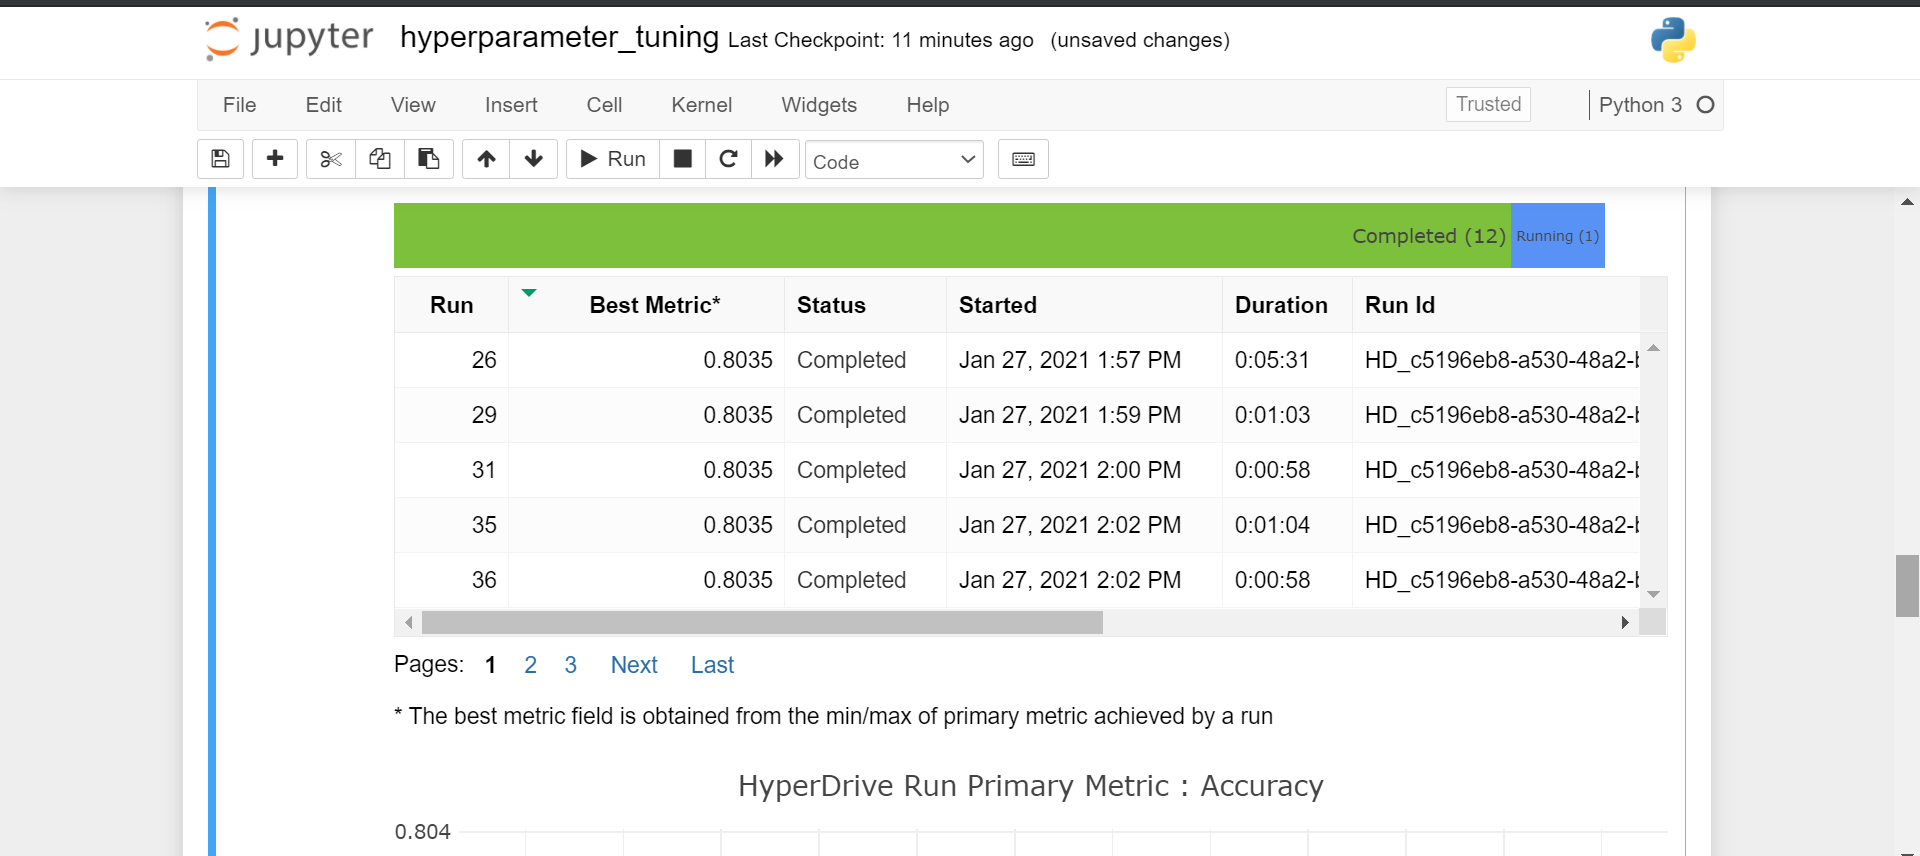 jupyter hyperparameter_tuning Last Checkpoint: 11 minutes ago (unsaved changes)
File Edit View Insert Cell Kernel Widgets Help Trusted Python 3
Run Code
Completed (12) Running (1)
Run Best Metric* Status Started Duration Run Id
26 0.8035 Completed Jan 27, 2021 1:57 PM 0:05:31 HD_c5196eb8-a530-48a2-
29 0.8035 Completed Jan 27, 2021 1:59 PM 0:01:03 HD_c5196eb8-a530-48a2-
31 0.8035 Completed Jan 27, 2021 2:00 PM 0:00:58 HD_c5196eb8-a530-48a2-
35 0.8035 Completed Jan 27, 2021 2:02 PM 0:01:04 HD_c5196eb8-a530-48a2-
36 0.8035 Completed Jan 27, 2021 2:02 PM 0:00:58 HD_c5196eb8-a530-48a2-
Pages: 1 2 3 Next Last
* The best metric field is obtained from the min/max of primary metric achieved by a run
HyperDrive Run Primary Metric : Accuracy
0.804